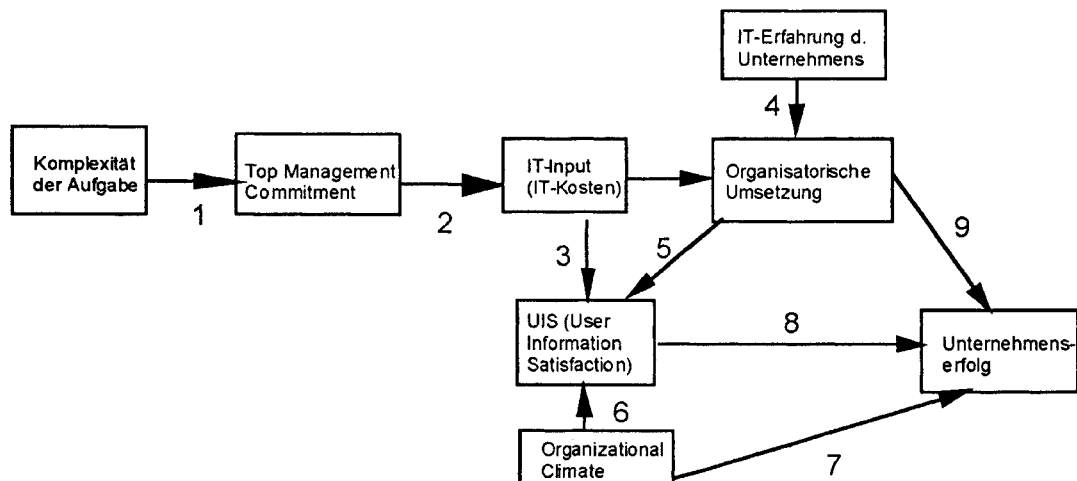 IT-Erfahrung d.
Unternehmens
4
Komplexität
der Aufgabe
1
Top Management
Commitment
2
IT-Input
(IT-Kosten)
Organisatorische
Umsetzung
3
5
9
UIS (User
Information
Satisfaction)
8
Unternehmens-
erfolg
6
Organizational
Climate
7